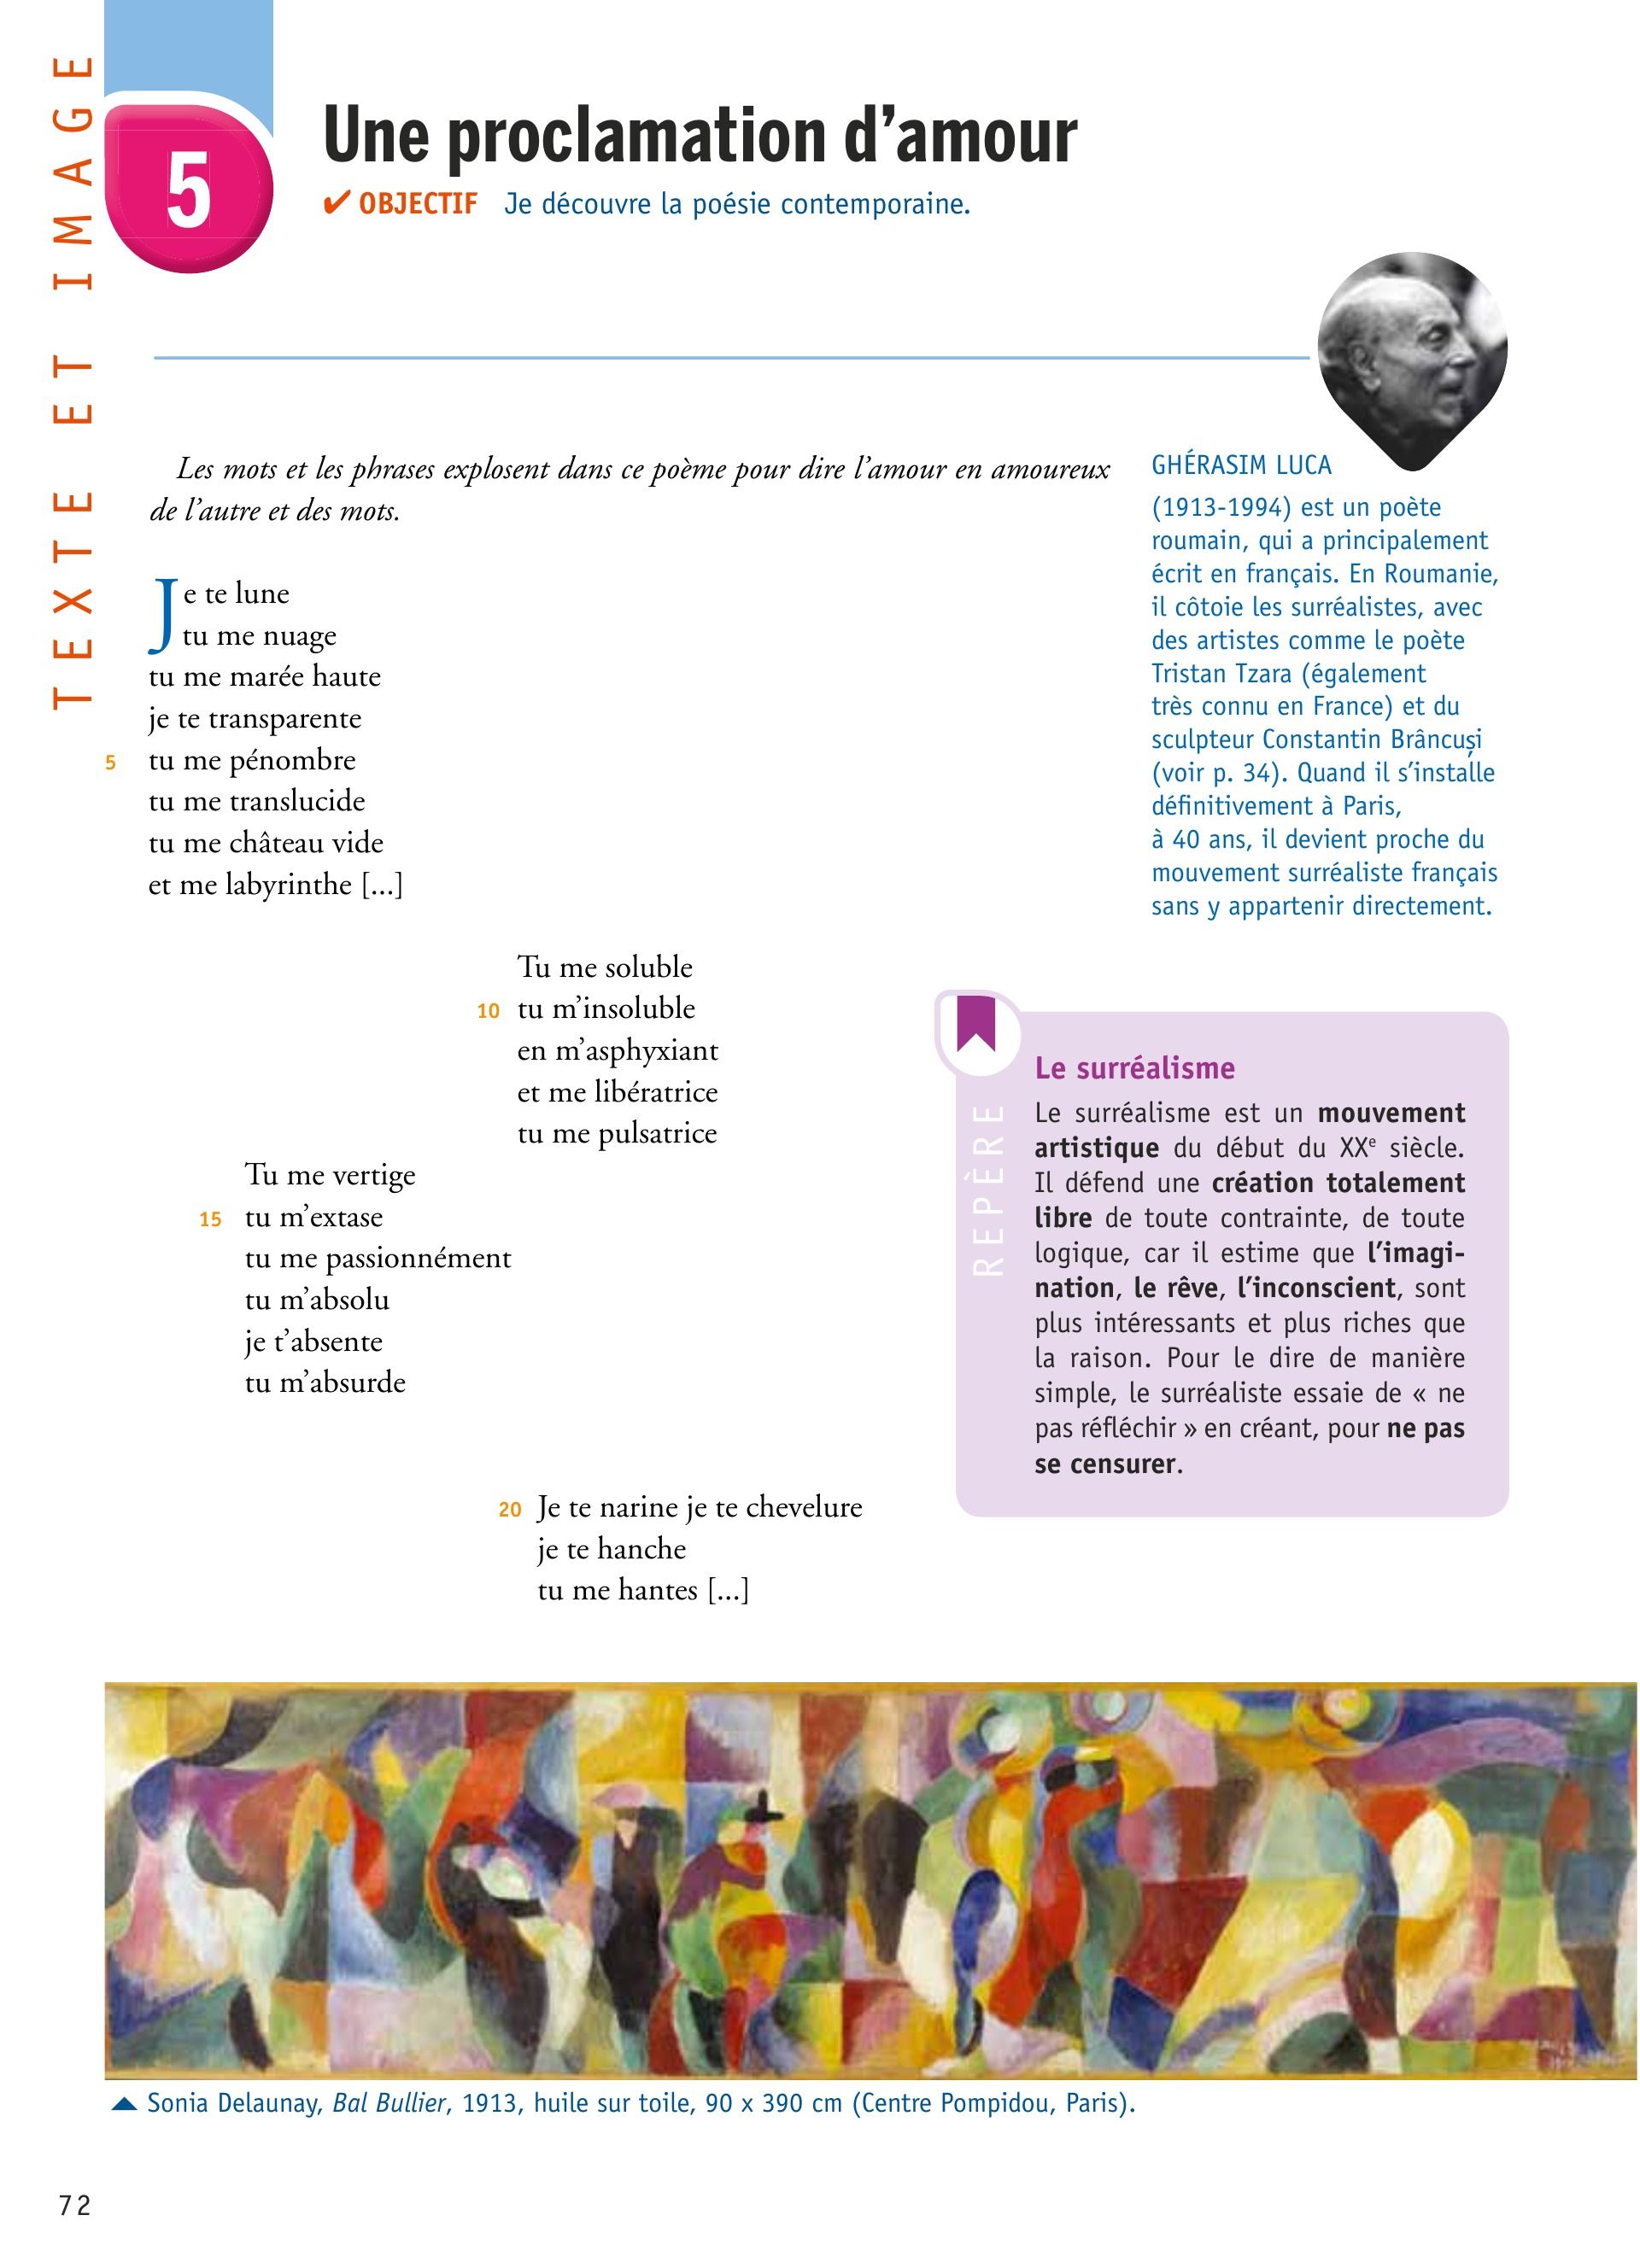 TEXTE ET IMAGE
5
Une proclamation d’amour
✔ OBJECTIF Je découvre la poésie contemporaine.
Les mots et les phrases explosent dans ce poème pour dire l’amour en amoureux
de l’autre et des mots.
Je te lune
tu me nuage
tu me marée haute
je te transparente
5 tu me pénombre
tu me translucide
tu me château vide
et me labyrinthe [...]
Tu me soluble
10 tu m’insoluble
en m’asphyxiant
et me libératrice
tu me pulsatrice
Tu me vertige
15 tu m’extase
tu me passionnément
tu m’absolu
je t’absente
tu m’absurde
20 Je te narine je te chevelure
je te hanche
tu me hantes [...]
GHÉRASIM LUCA
(1913-1994) est un poète
roumain, qui a principalement
écrit en français. En Roumanie,
il côtoie les surréalistes, avec
des artistes comme le poète
Tristan Tzara (également
très connu en France) et du
sculpteur Constantin Brâncuși
(voir p. 34). Quand il s’installe
définitivement à Paris,
à 40 ans, il devient proche du
mouvement surréaliste français
sans y appartenir directement.
REPÈRE
Le surréalisme
Le surréalisme est un mouvement
artistique du début du XXe siècle.
Il défend une création totalement
libre de toute contrainte, de toute
logique, car il estime que l’imagi-
nation, le rêve, l’inconscient, sont
plus intéressants et plus riches que
la raison. Pour le dire de manière
simple, le surréaliste essaie de « ne
pas réfléchir » en créant, pour ne pas
se censurer.
Sonia Delaunay, Bal Bullier, 1913, huile sur toile, 90 x 390 cm (Centre Pompidou, Paris).
72